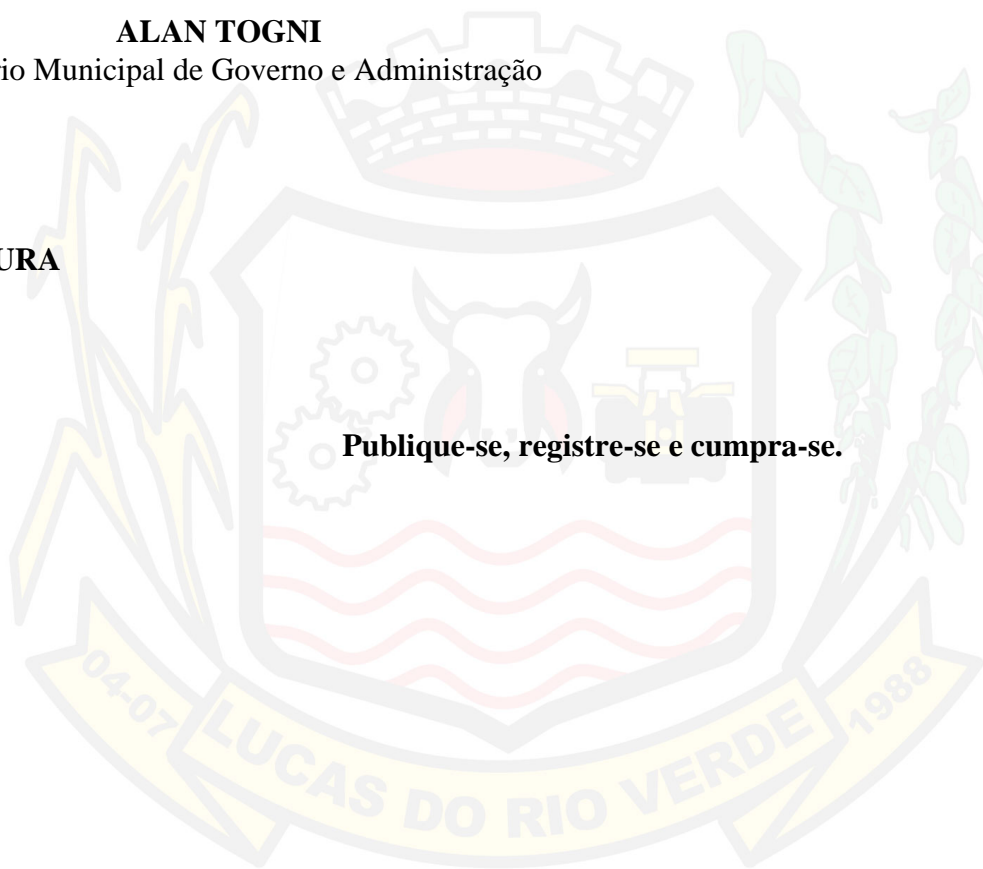 ALAN TOGNI
rio Municipal de Governo e Administração
URA
Publique-se, registre-se e cumpra-se.
04-07 LUCAS DO RIO VERDE 1988